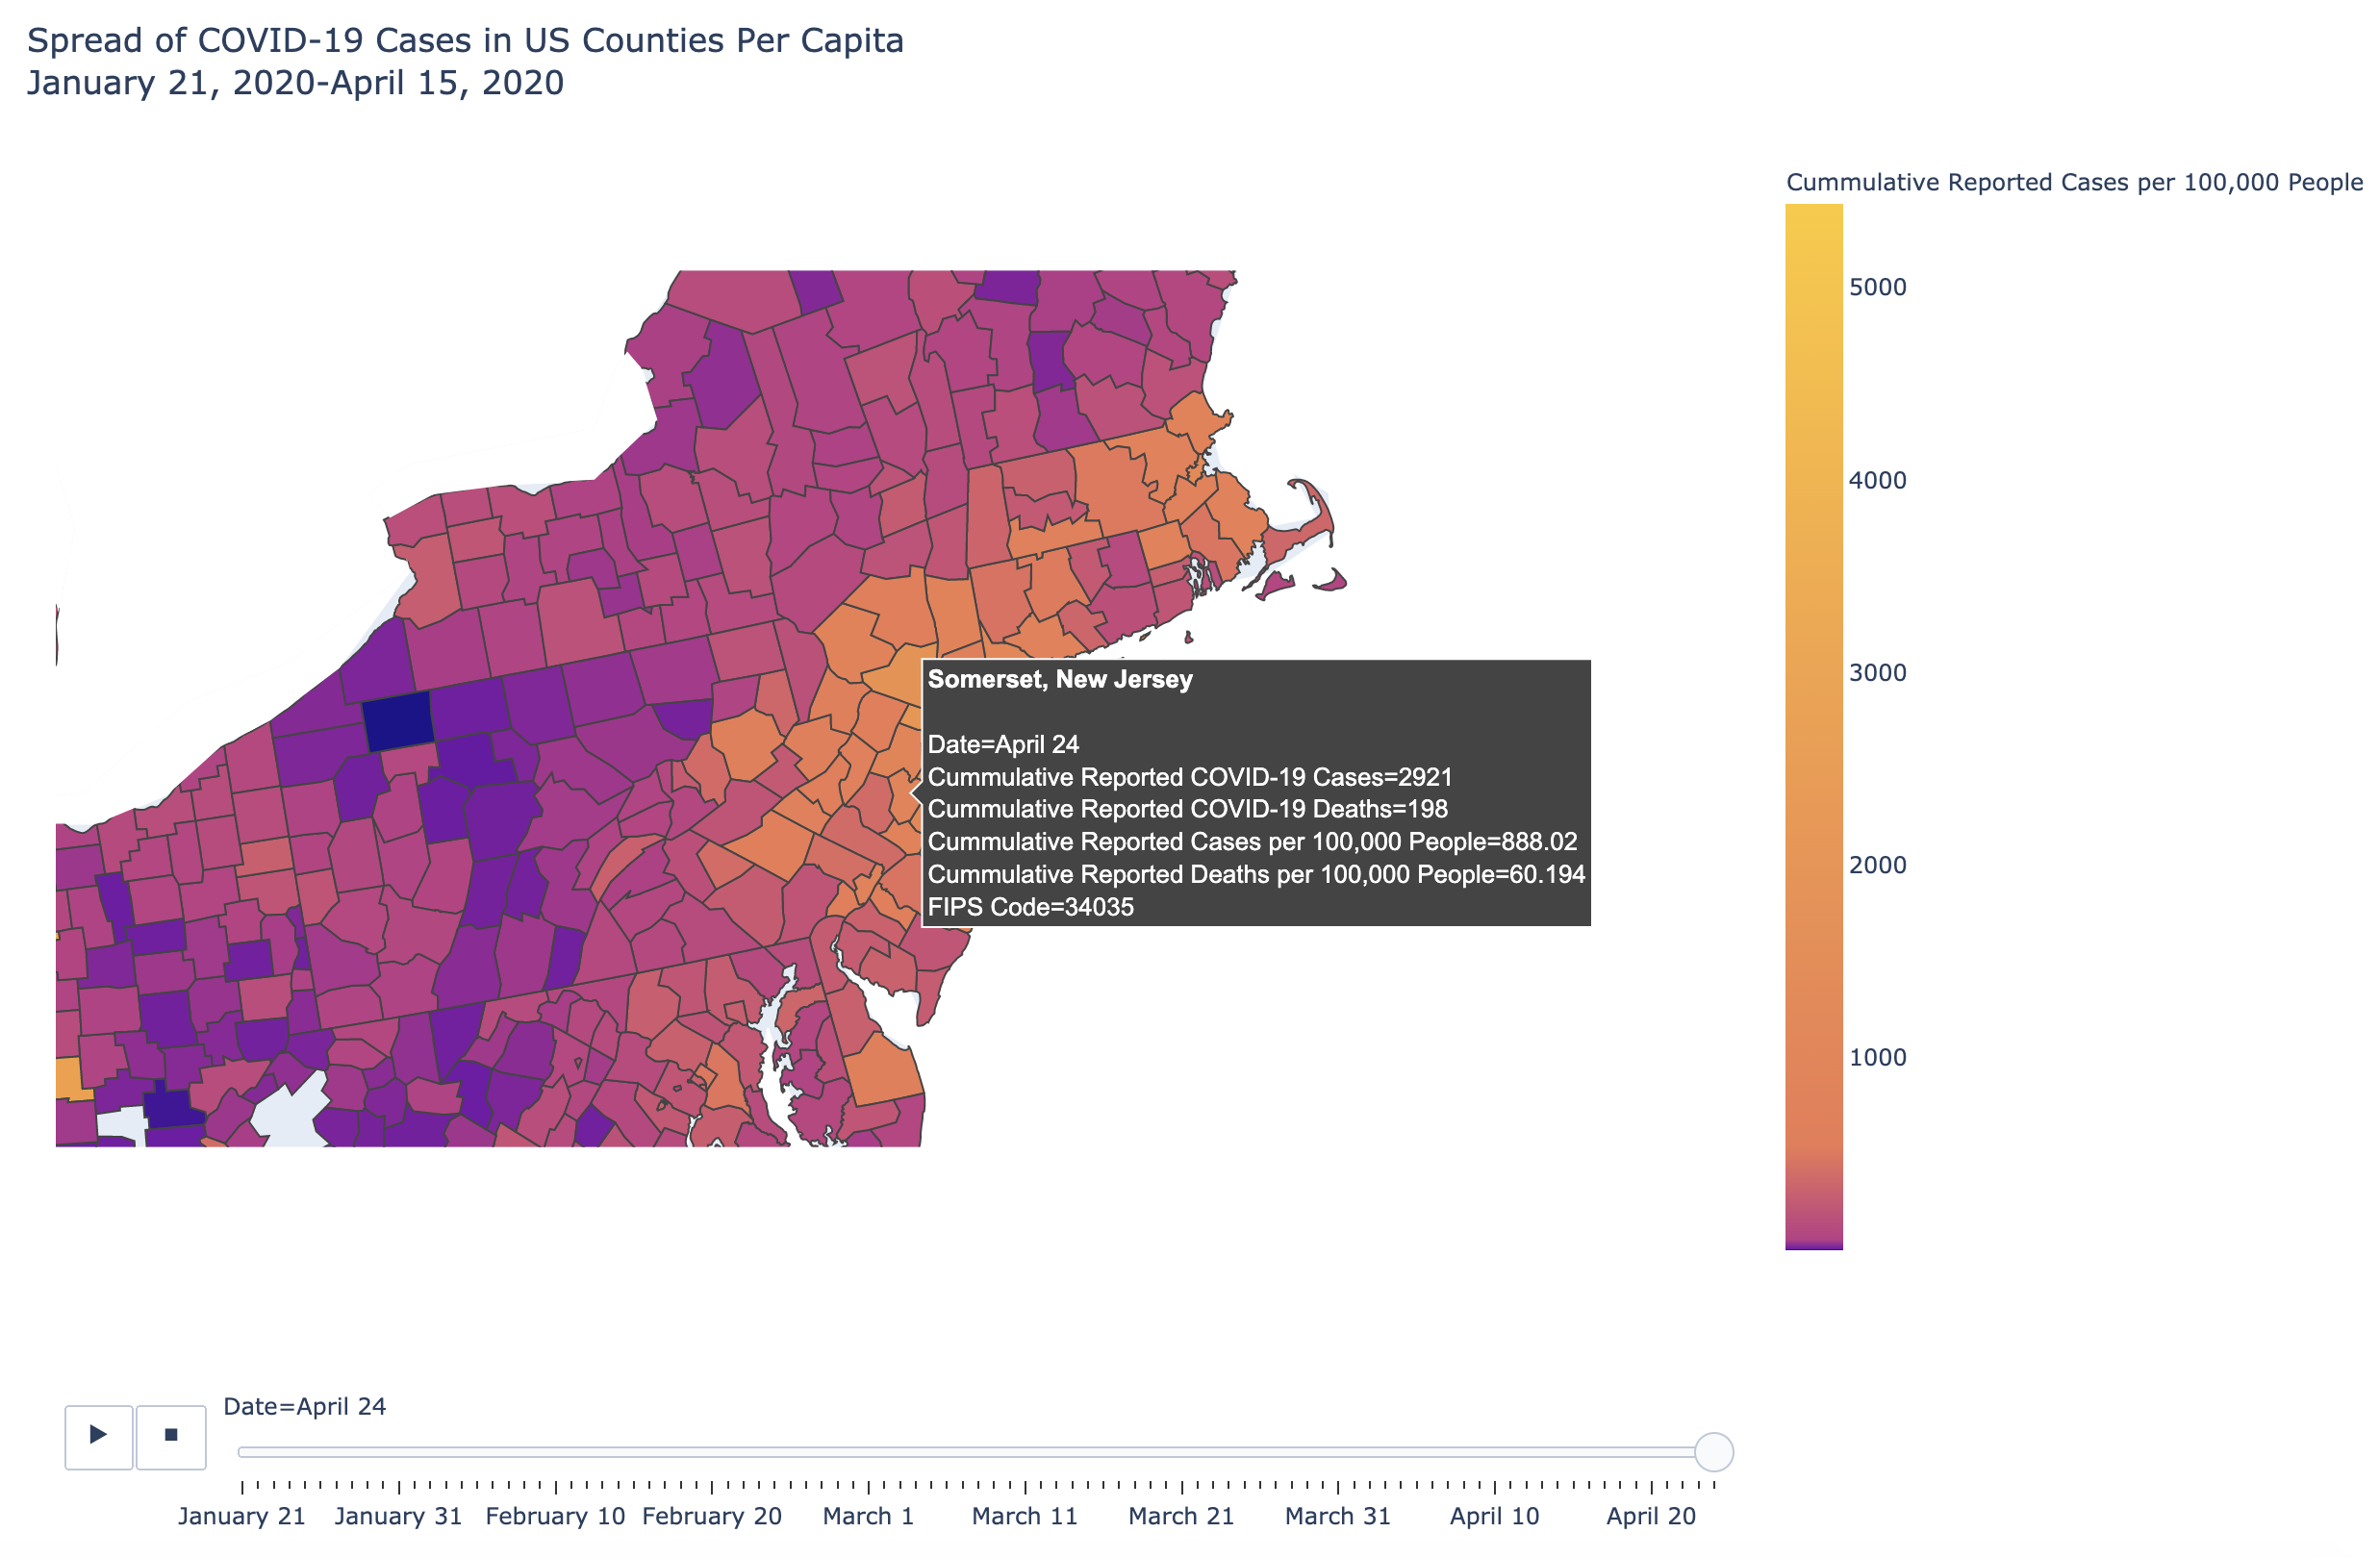 Spread of COVID-19 Cases in US Counties Per Capita
January 21, 2020-April 15, 2020
Cummulative Reported Cases per 100,000 People
5000
4000
3000
2000
1000
Somerset, New Jersey
Date=April 24
Cummulative Reported COVID-19 Cases=2921
Cummulative Reported COVID-19 Deaths=198
Cummulative Reported Cases per 100,000 People=888.02
Cummulative Reported Deaths per 100,000 People=60.194
FIPS Code=34035
Date=April 24
January 21 January 31 February 10 February 20 March 1 March 11 March 21 March 31 April 10 April 20